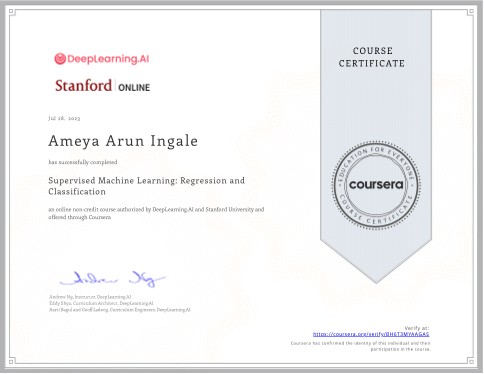 DeepLearning.AI
Stanford | ONLINE
Jul 28, 2023
Ameya Arun Ingale
has successfully completed
Supervised Machine Learning: Regression and
Classification
an online non-credit course authorized by DeepLearning.AI and Stanford University and
offered through Coursera
Andrew Ng, Instructor, DeepLearning.AI
Eddy Shyu, Curriculum Architect, DeepLearning.AI
Aarti Bagul and Geoff Ladwig, Curriculum Engineers, DeepLearning.AI
COURSE
CERTIFICATE
EDUCATION FOR EVERYONE
coursera
COURSE CERTIFICATE
Verify at:
https://coursera.org/verify/
Coursera has confirmed the identity of this individual and their
participation in the course.